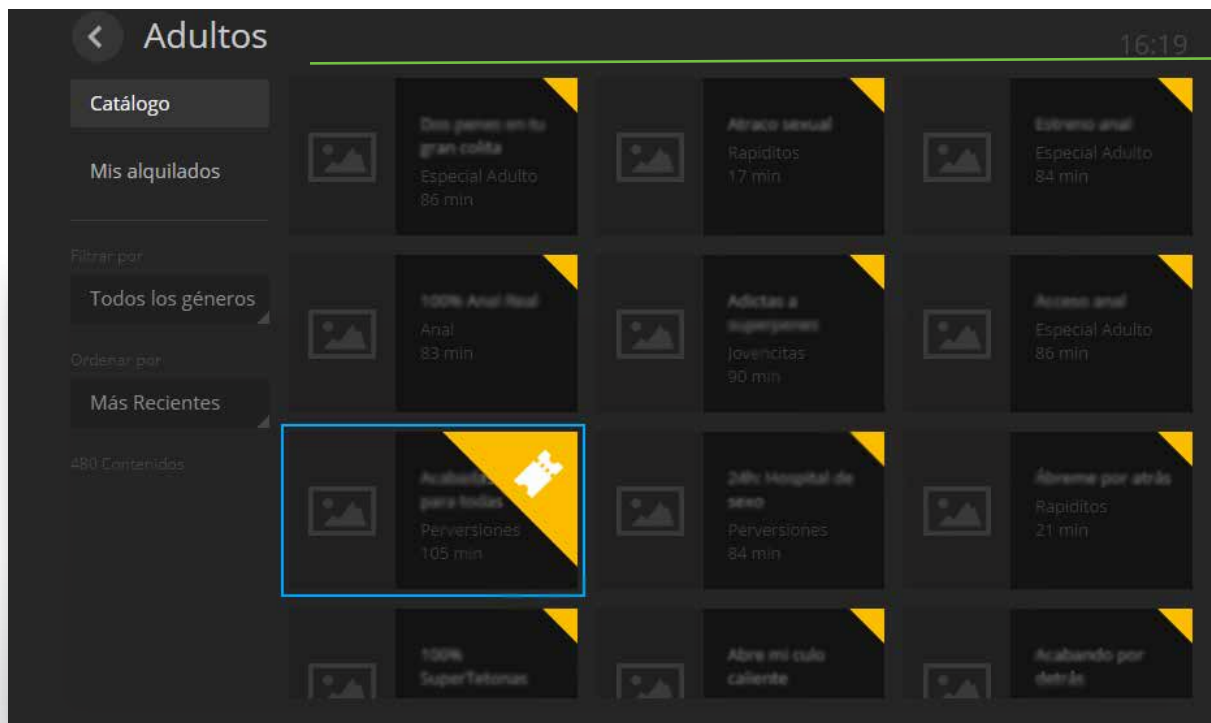 Adultos
16:19
Catálogo
Mis alquilados
Filtrar por
Todos los géneros
Ordenar por
Más Recientes
480 Contenidos
Dos penes en tu
gran colita
Especial Adulto
86 min
Atraco sexual
Rapiditos
17 min
Estreno anal
Especial Adulto
84 min
100% Anal Real
Anal
83 min
Adictas a
superpenes
Jovencitas
90 min
Acceso anal
Especial Adulto
86 min
para todas
Perversiones
105 min
24h: Hospital de
sexo
Perversiones
84 min
Ábreme por atrás
Rapiditos
21 min
100%
SuperTetonas
Abre mi culo
caliente
Acabando por
detrás